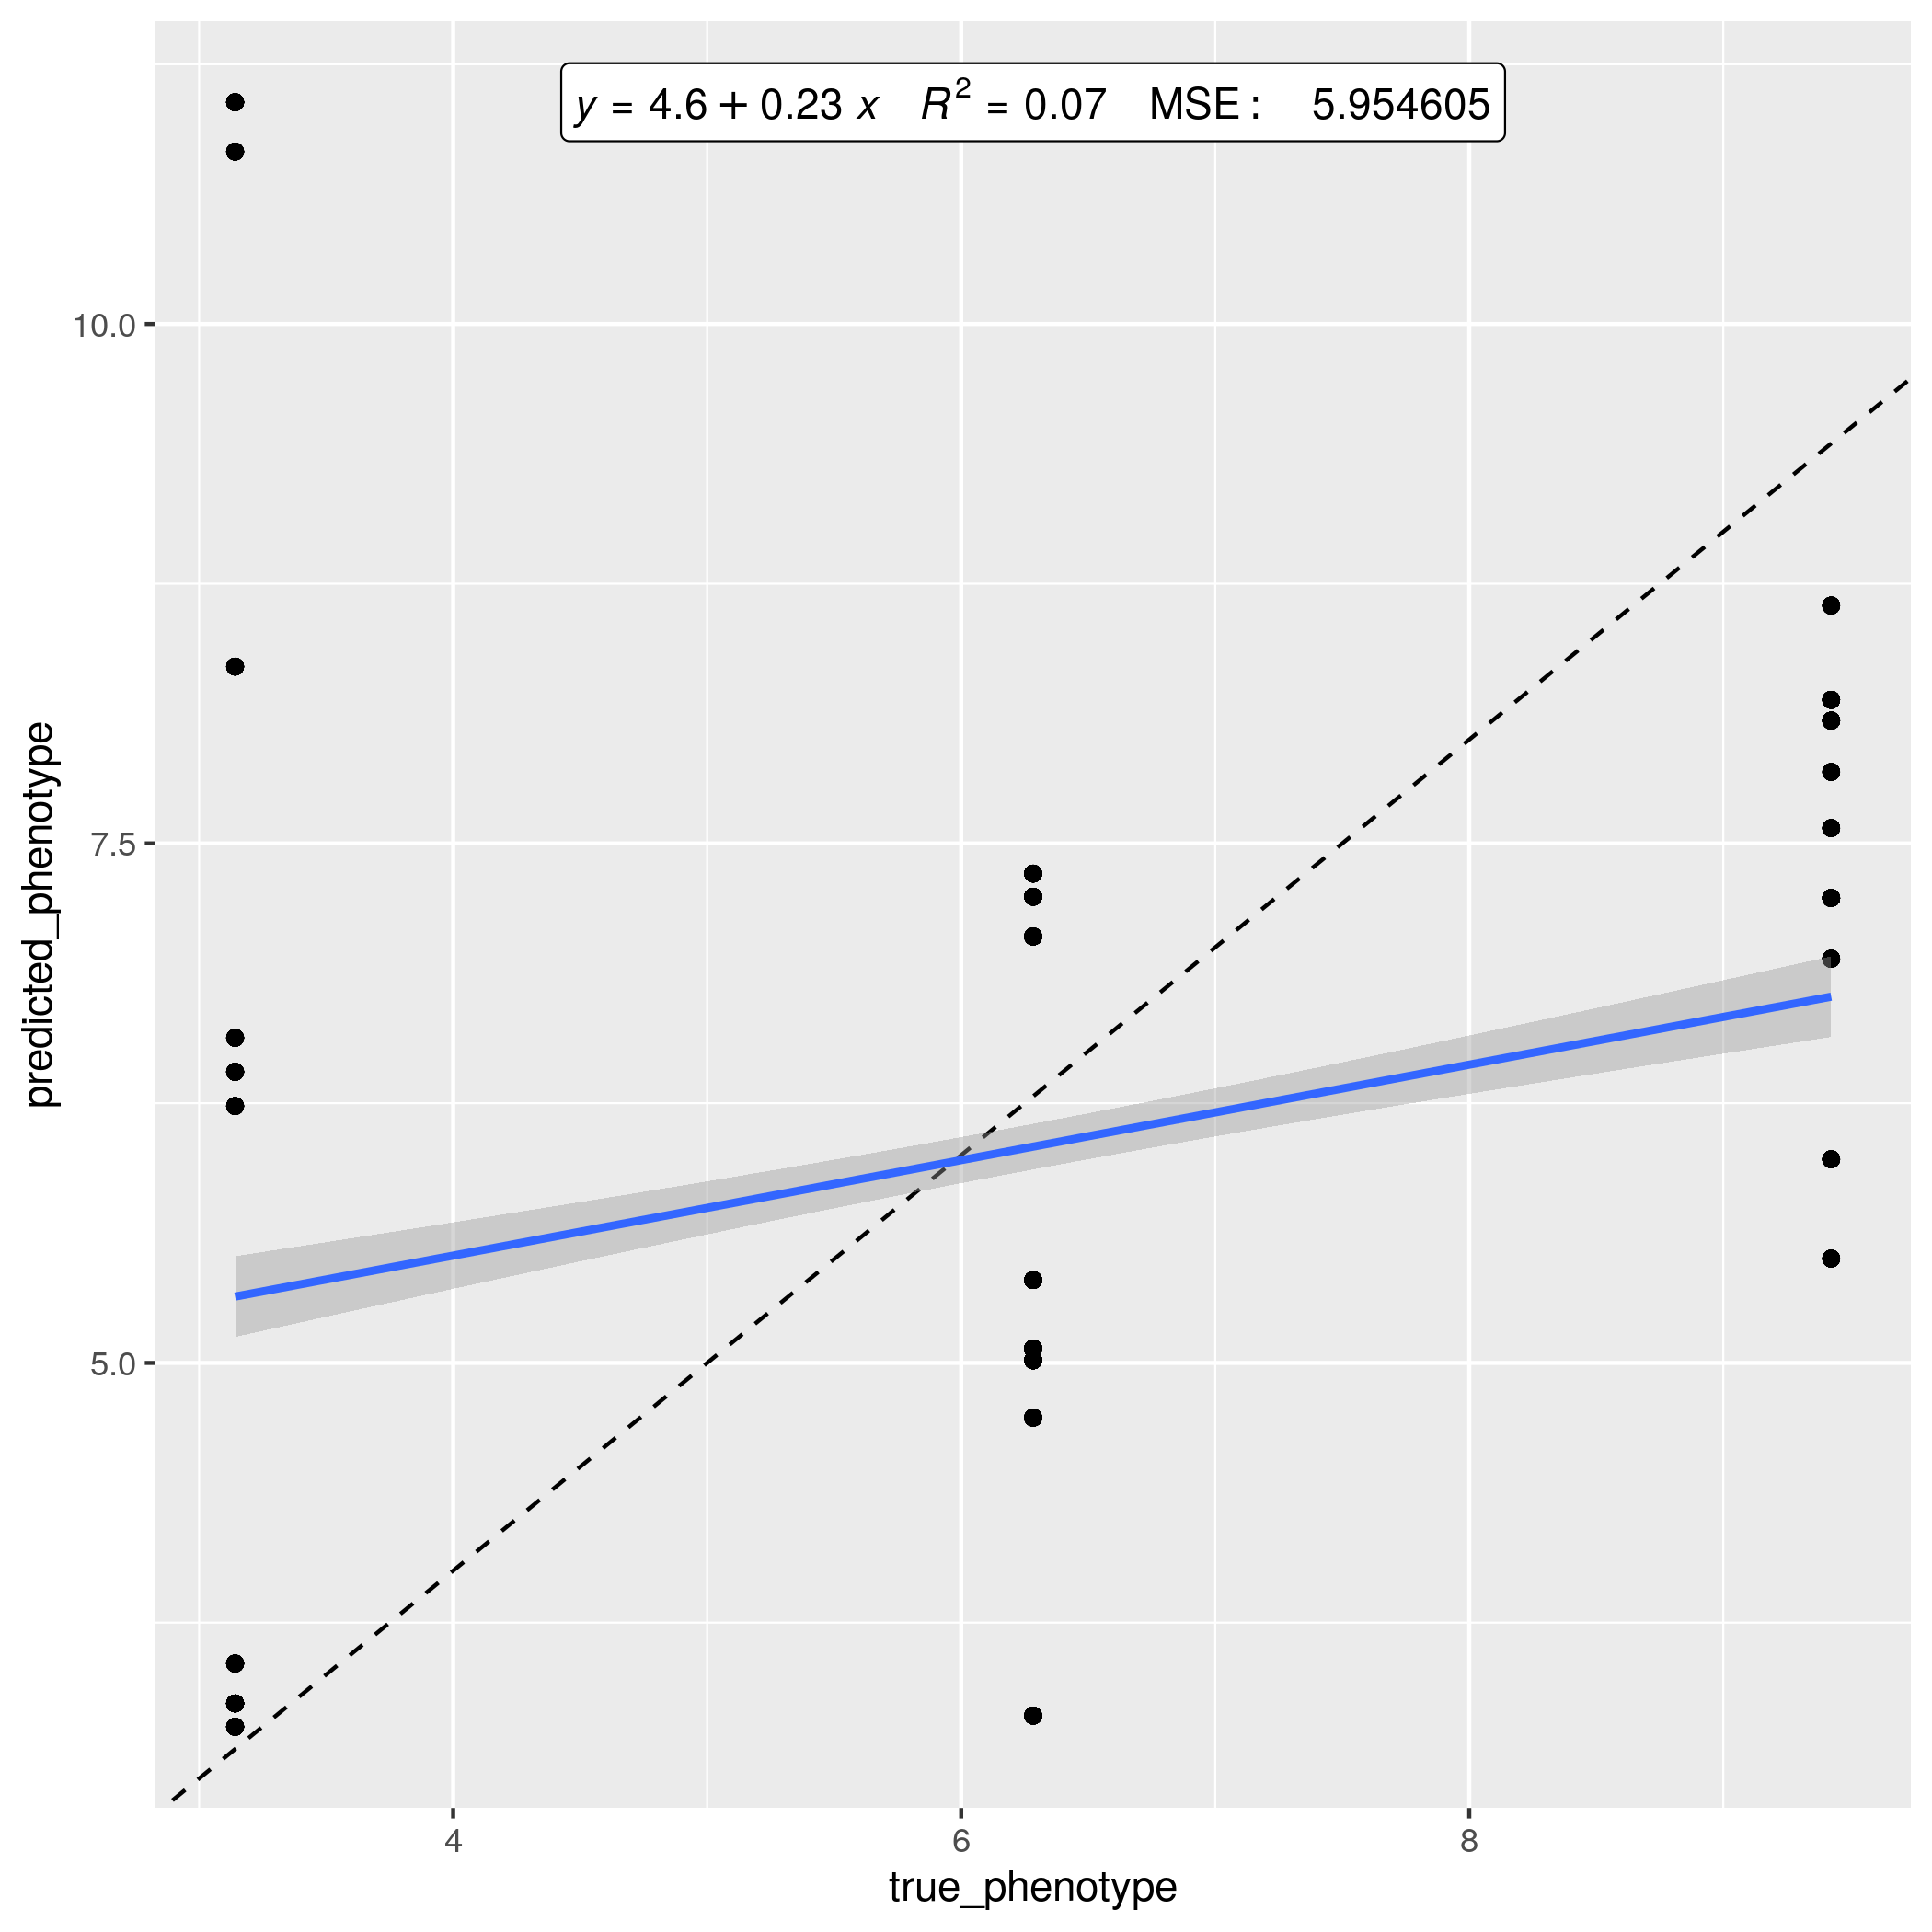 y = 4.6 + 0.23 x   R² = 0.07   MSE :   5.954605
10.0
7.5
5.0
predicted_phenotype
4 6 8
true_phenotype